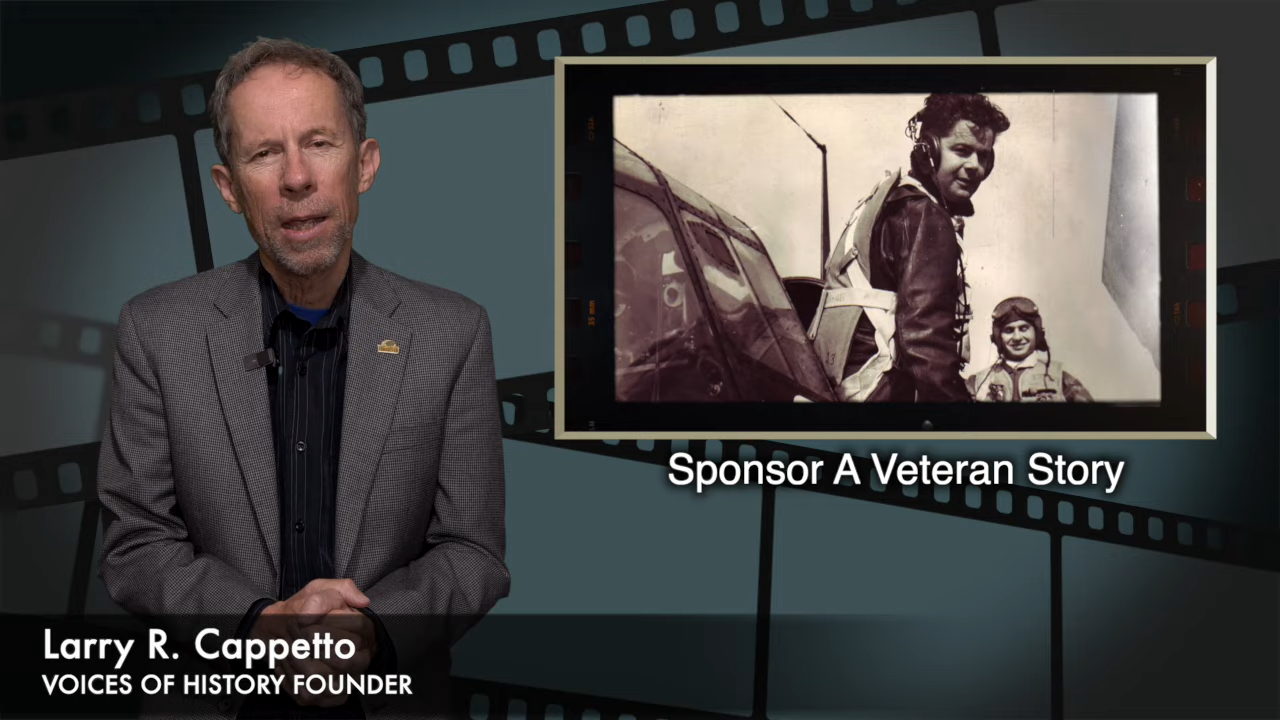 Sponsor A Veteran Story
Larry R. Cappetto
VOICES OF HISTORY FOUNDER